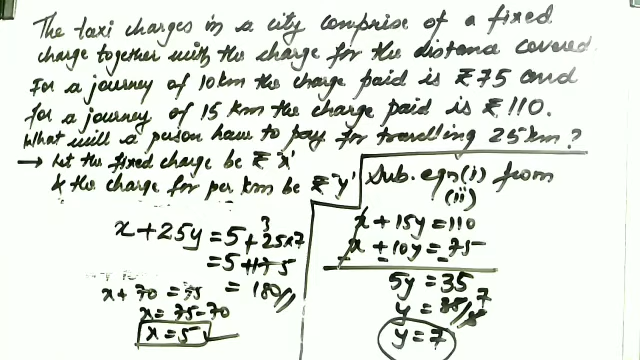 The taxi charges in a city comprise of a fixed
charge together with the charge for the distance covered.
For a journey of 10km the charge paid is ₹75 and
for a journey of 15 km the charge paid is ₹110.
What will a person have to pay for travelling 25km?
→ Let the fixed charge be ₹ 'x'
& the charge for per km be ₹ 'y'
x + 25y = 5 + 25×7
= 5 + 175
= 180//
x + 70 = 75
x = 75-70
x = 5
Sub. eqn(i) from
(ii)
x + 15y = 110
x + 10y = 75
- - -
5y = 35
y = 35/5 7
y = 7